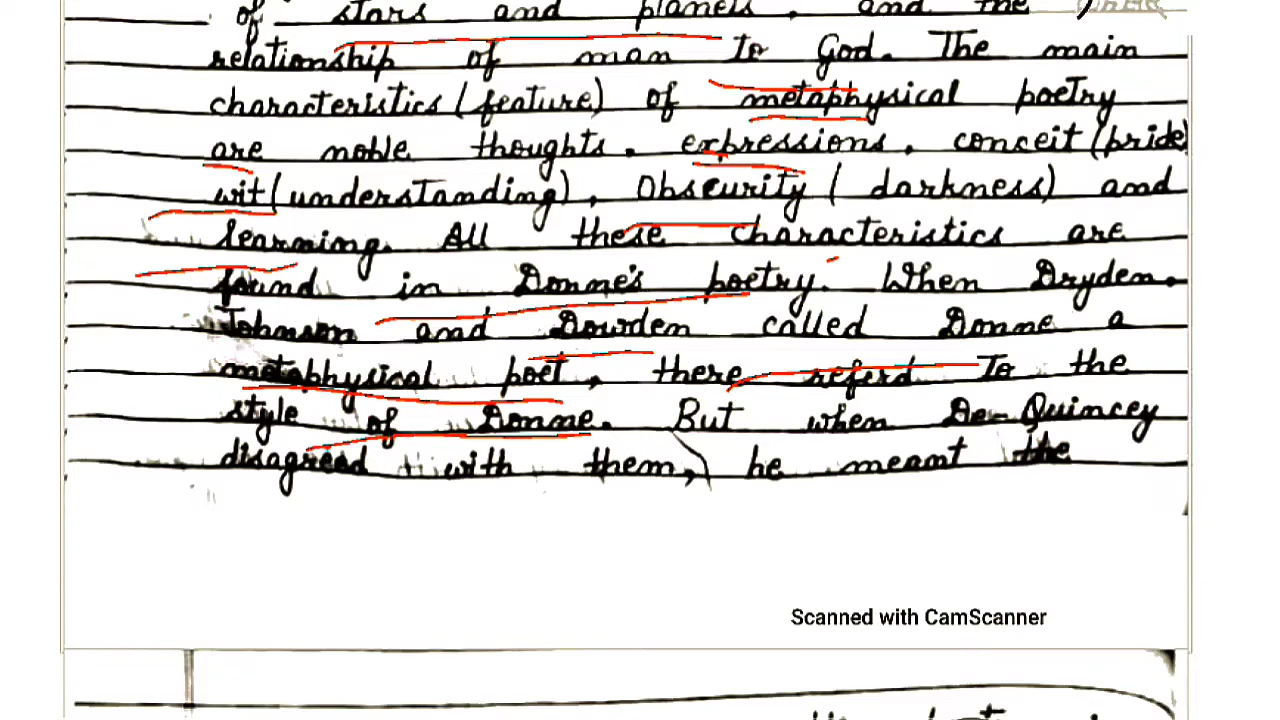 of stars and planets, and the
relationship of man to God. The main
characteristics (feature) of metaphysical poetry
are noble thoughts, expressions, conceit (bride)
wit (understanding), Obscurity ( darkness) and
learning. All these characteristics are
found in Donne's poetry. When Dryden,
Johnson and Dowden called Donne a
metaphysical poet, there referd To the
style of Donne. But when De-Quincey
disagreed with them, he meant the
Scanned with CamScanner